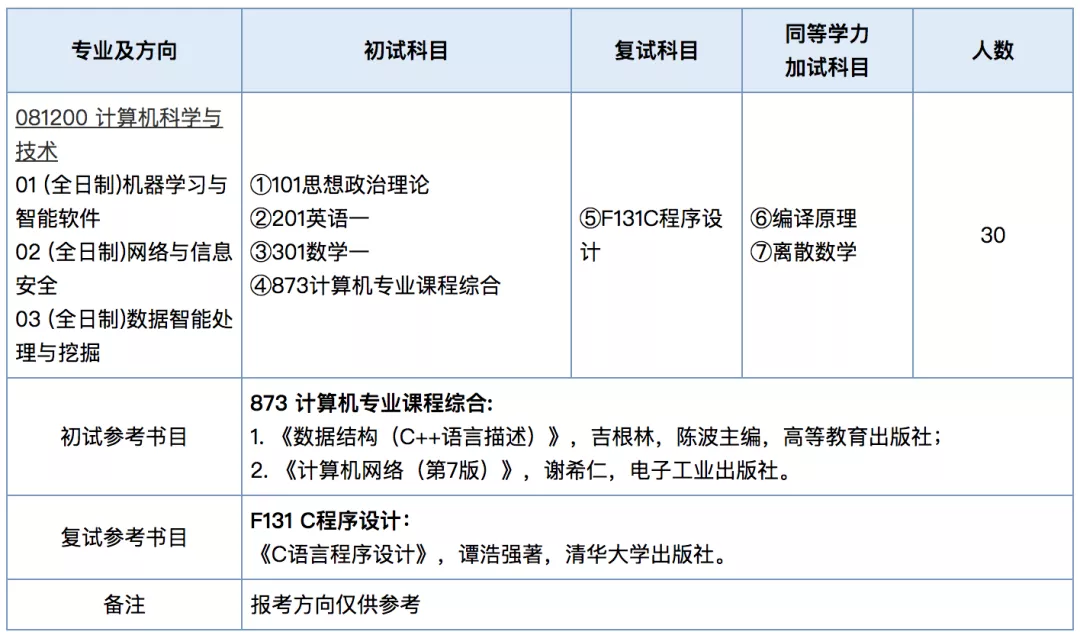 专业及方向
初试科目
复试科目
同等学力
加试科目
人数
081200 计算机科学与
技术
01 (全日制)机器学习与
智能软件
02 (全日制)网络与信息
安全
03 (全日制)数据智能处
理与挖掘
①101思想政治理论
②201英语一
③301数学一
④873计算机专业课程综合
⑤F131C程序设
计
⑥编译原理
⑦离散数学
30
初试参考书目
873 计算机专业课程综合:
1. 《数据结构（C++语言描述）》，吉根林，陈波主编，高等教育出版社；
2. 《计算机网络（第7版）》，谢希仁，电子工业出版社。
复试参考书目
F131 C程序设计：
《C语言程序设计》，谭浩强著，清华大学出版社。
备注
报考方向仅供参考